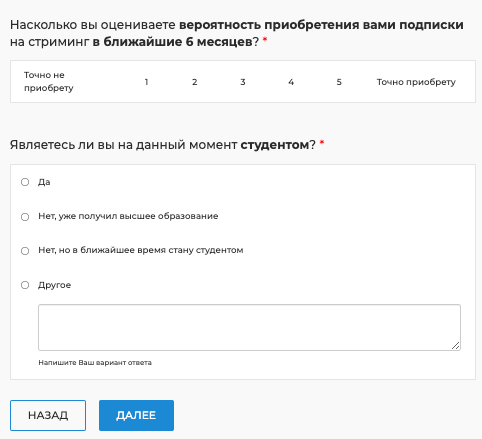 Насколько вы оцениваете вероятность приобретения вами подписки
на стриминг в ближайшие 6 месяцев? *
Точно не
приобрету
1 2 3 4 5 Точно приобрету
Являетесь ли вы на данный момент студентом? *
Да
Нет, уже получил высшее образование
Нет, но в ближайшее время стану студентом
Другое
Напишите Ваш вариант ответа
НАЗАД ДАЛЕЕ